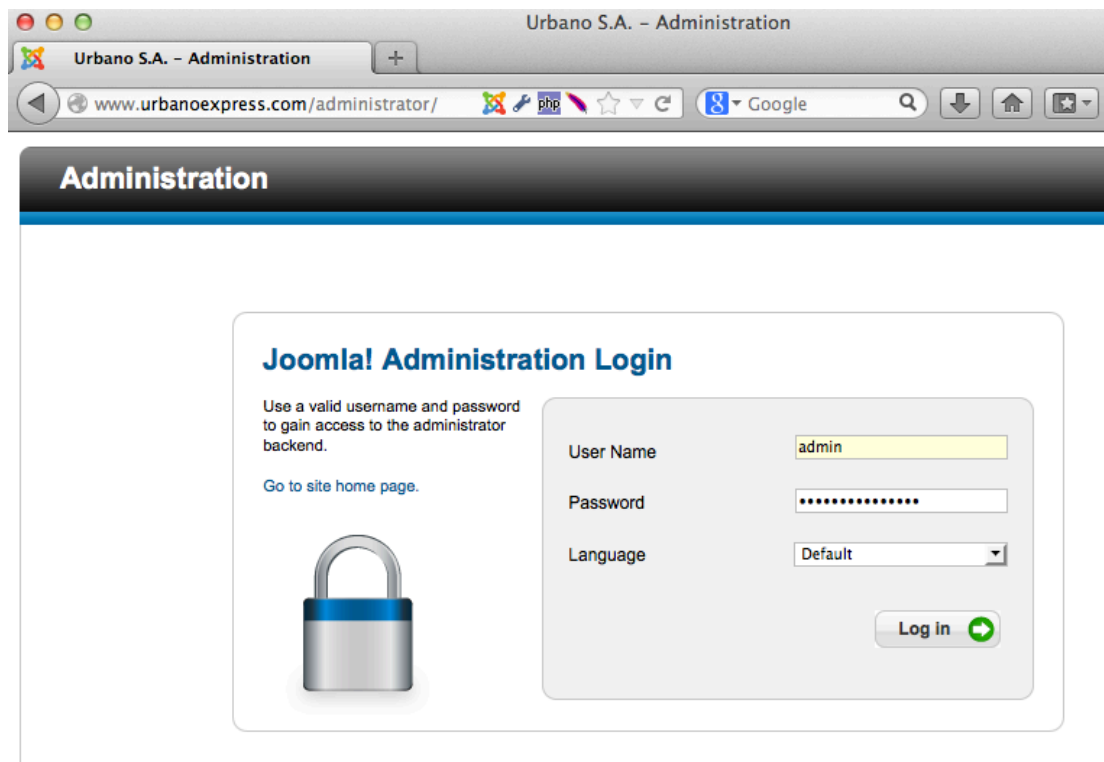 Urbano S.A. – Administration
Urbano S.A. – Administration
www.urbanoexpress.com/administrator/ php Google
Administration
Joomla! Administration Login
Use a valid username and password
to gain access to the administrator
backend.
Go to site home page.
User Name admin
Password •••••••••••••••
Language Default
Log in